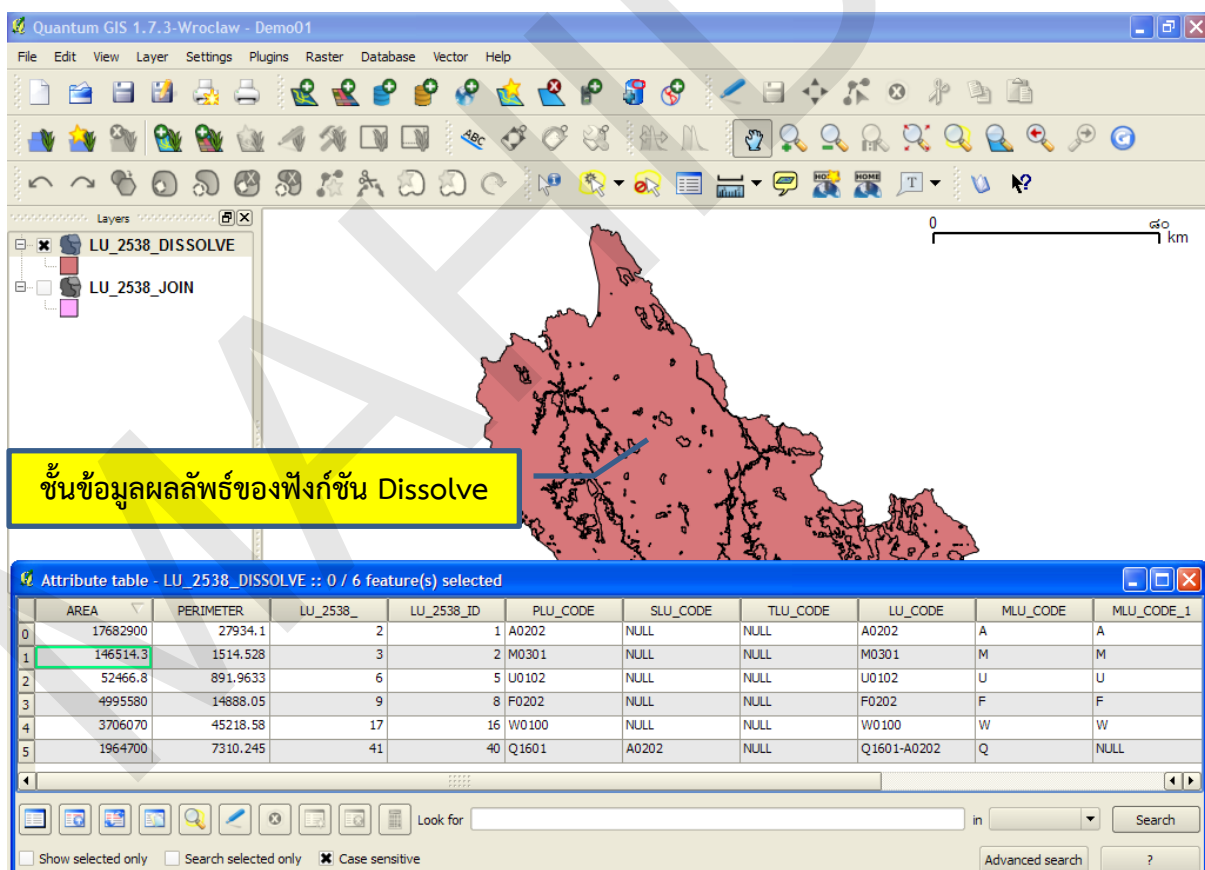 Quantum GIS 1.7.3-Wroclaw - Demo01
File Edit View Layer Settings Plugins Raster Database Vector Help
Layers
LU_2538_DISSOLVE
LU_2538_JOIN
0 ๘๐
km
ชั้นข้อมูลผลลัพธ์ของฟังก์ชัน Dissolve
Attribute table - LU_2538_DISSOLVE :: 0 / 6 feature(s) selected
AREA PERIMETER LU_2538_ LU_2538_ID PLU_CODE SLU_CODE TLU_CODE LU_CODE MLU_CODE MLU_CODE_1
0 17682900 27934.1 2 1 A0202 NULL NULL A0202 A A
1 146514.3 1514.528 3 2 M0301 NULL NULL M0301 M M
2 52466.8 891.9633 6 5 U0102 NULL NULL U0102 U U
3 4995580 14888.05 9 8 F0202 NULL NULL F0202 F F
4 3706070 45218.58 17 16 W0100 NULL NULL W0100 W W
5 1964700 7310.245 41 40 Q1601 A0202 NULL Q1601-A0202 Q NULL
Look for in Search
Show selected only Search selected only Case sensitive Advanced search ?